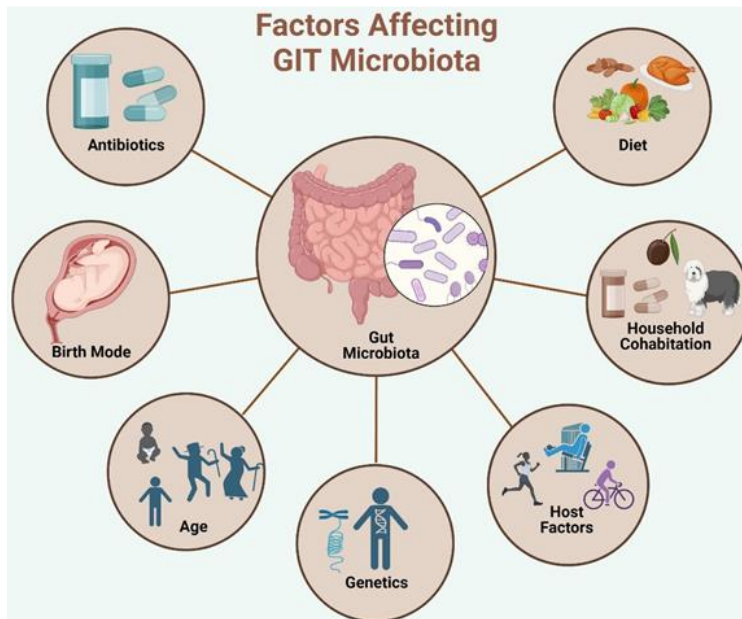 Factors Affecting
GIT Microbiota
Antibiotics
Diet
Birth Mode
Gut
Microbiota
Household
Cohabitation
Age
Genetics
Host
Factors